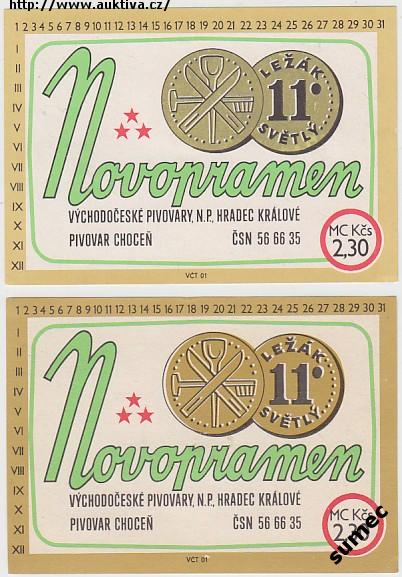 http://www.auktiva.cz/
1 2 3 4 5 6 7 8 9 10 11 12 13 14 15 16 17 18 19 20 21 22 23 24 25 26 27 28 29 30 31
I
II
III
IV
V
VI
VII
VIII
IX
X
XI
XII
LEŽÁK
11°
SVĚTLÝ
Novopramen
VÝCHODOČESKÉ PIVOVARY, N.P., HRADEC KRÁLOVÉ
PIVOVAR CHOCEŇ ČSN 56 66 35
MC Kčs
2,30
VČT 01
1 2 3 4 5 6 7 8 9 10 11 12 13 14 15 16 17 18 19 20 21 22 23 24 25 26 27 28 29 30 31
I
II
III
IV
V
VI
VII
VIII
IX
X
XI
XII
LEŽÁK
11°
SVĚTLÝ
Novopramen
VÝCHODOČESKÉ PIVOVARY, N.P., HRADEC KRÁLOVÉ
PIVOVAR CHOCEŇ ČSN 56 66 35
MC Kčs
2,30
sumec
VČT 01